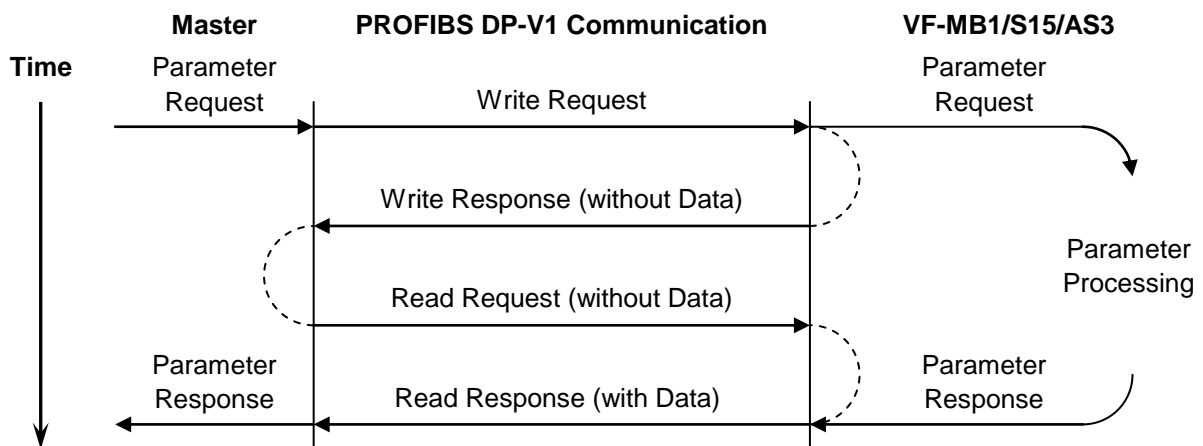 Master
PROFIBS DP-V1 Communication
VF-MB1/S15/AS3
Time
Parameter
Request
Write Request
Parameter
Request
Write Response (without Data)
Parameter
Processing
Read Request (without Data)
Parameter
Response
Read Response (with Data)
Parameter
Response